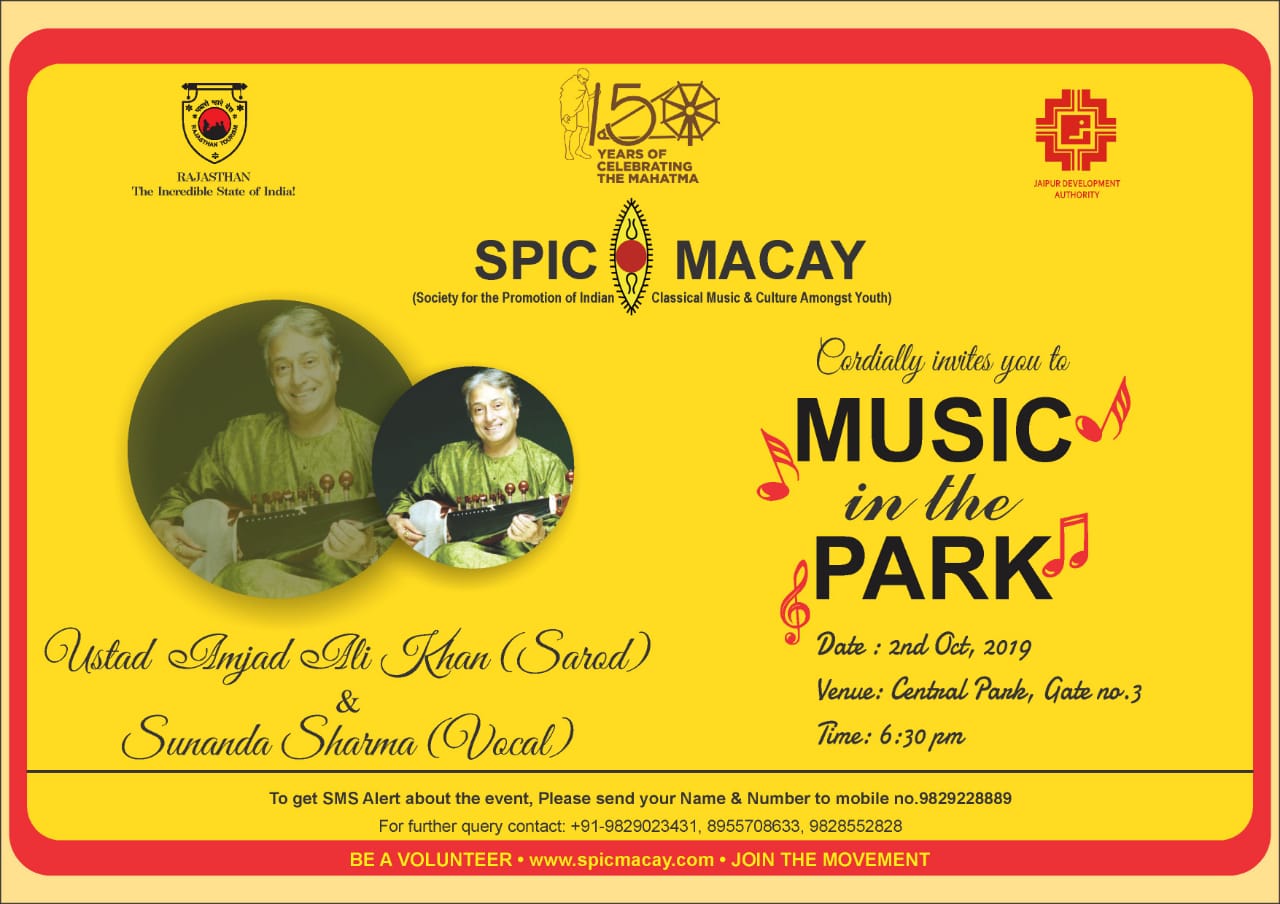 पधारो म्हारे देश
RAJASTHAN TOURISM
RAJASTHAN
The Incredible State of India!
150
YEARS OF
CELEBRATING
THE MAHATMA
JAIPUR DEVELOPMENT
AUTHORITY
SPIC MACAY
(Society for the Promotion of Indian Classical Music & Culture Amongst Youth)
Cordially invites you to
MUSIC
in the
PARK
Ustad Amjad Ali Khan (Sarod)
&
Sunanda Sharma (Vocal)
Date : 2nd Oct, 2019
Venue: Central Park, Gate no.3
Time: 6:30 pm
To get SMS Alert about the event, Please send your Name & Number to mobile no.9829228889
For further query contact: +91-9829023431, 8955708633, 9828552828
BE A VOLUNTEER • www.spicmacay.com • JOIN THE MOVEMENT